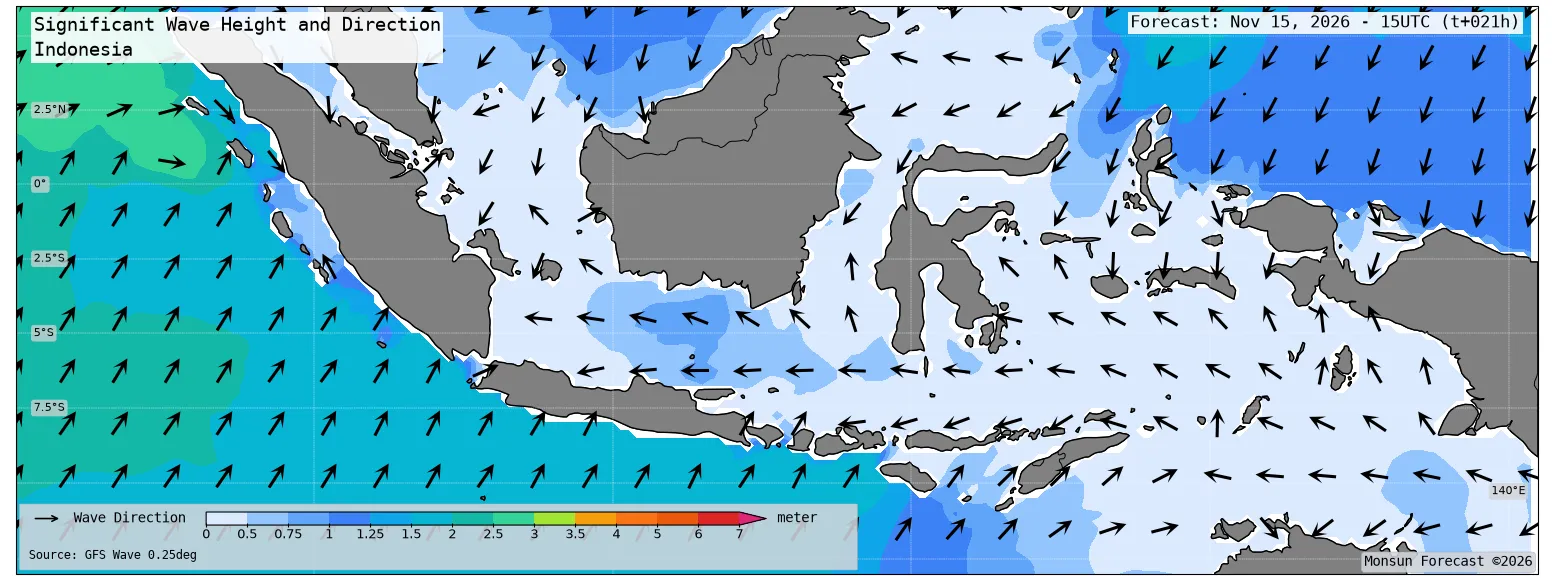 Significant Wave Height and Direction
Indonesia
Forecast: Nov 15, 2026 - 15UTC (t+021h)
2.5°N
0°
2.5°S
5°S
7.5°S
140°E
Wave Direction
0 0.5 0.75 1 1.25 1.5 2 2.5 3 3.5 4 5 6 7
meter
Source: GFS Wave 0.25deg
Monsun Forecast ©2026